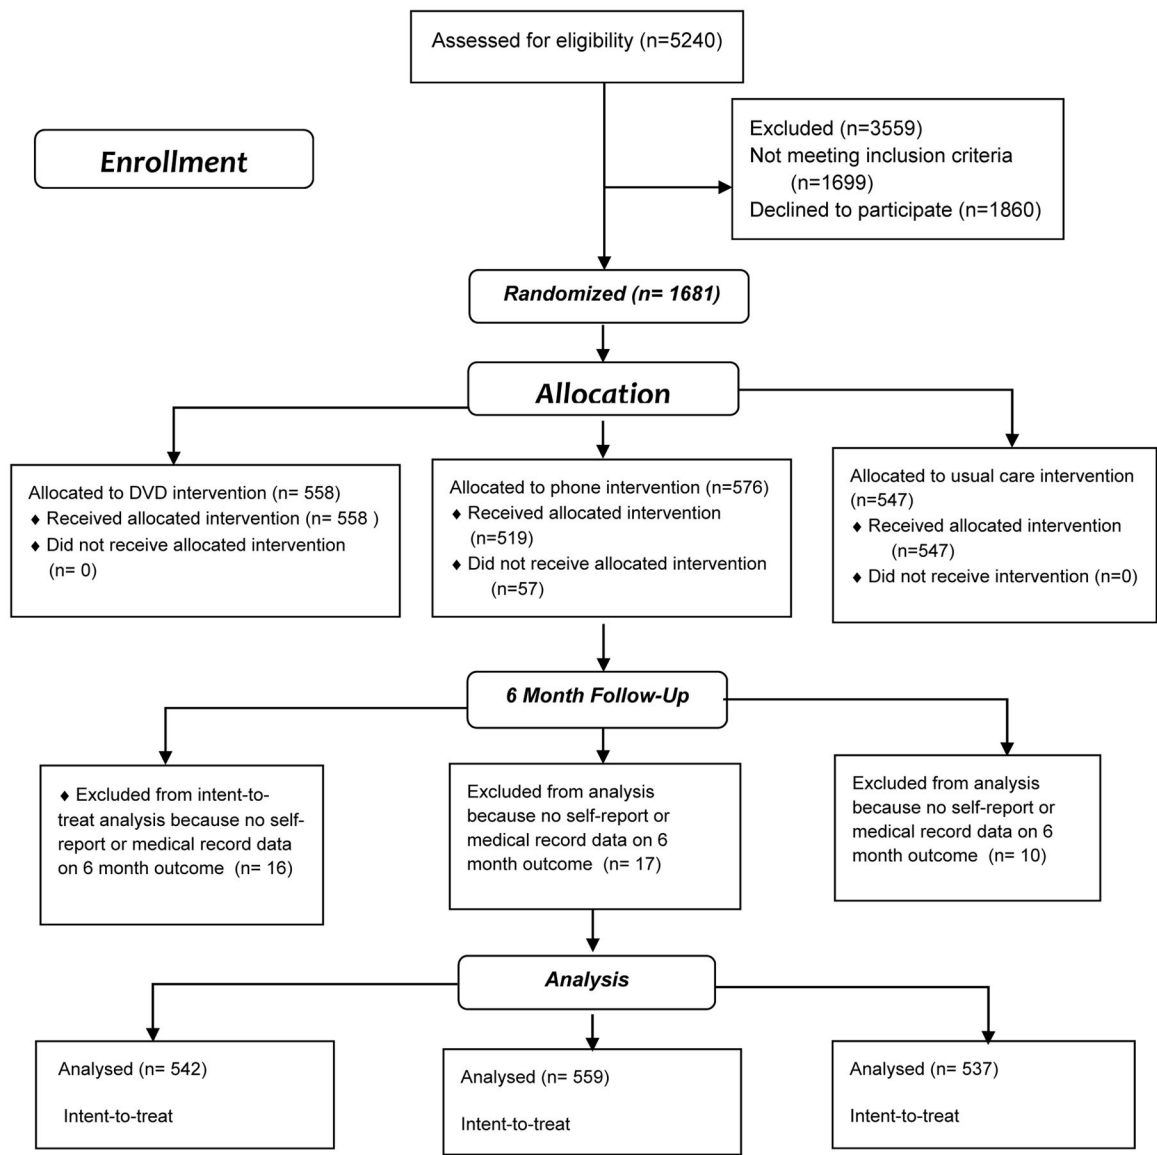 Assessed for eligibility (n=5240)
Excluded (n=3559)
Not meeting inclusion criteria
(n=1699)
Declined to participate (n=1860)
Enrollment
Randomized (n= 1681)
Allocation
Allocated to DVD intervention (n= 558)
♦ Received allocated intervention (n= 558 )
♦ Did not receive allocated intervention
(n= 0)
Allocated to phone intervention (n=576)
♦ Received allocated intervention
(n=519)
♦ Did not receive allocated intervention
(n=57)
Allocated to usual care intervention
(n=547)
♦ Received allocated intervention
(n=547)
♦ Did not receive intervention (n=0)
6 Month Follow-Up
♦ Excluded from intent-to-
treat analysis because no self-
report or medical record data
on 6 month outcome (n= 16)
Excluded from analysis
because no self-report or
medical record data on 6
month outcome (n= 17)
Excluded from analysis
because no self-report or
medical record data on 6
month outcome (n= 10)
Analysis
Analysed (n= 542)
Intent-to-treat
Analysed (n= 559)
Intent-to-treat
Analysed (n= 537)
Intent-to-treat